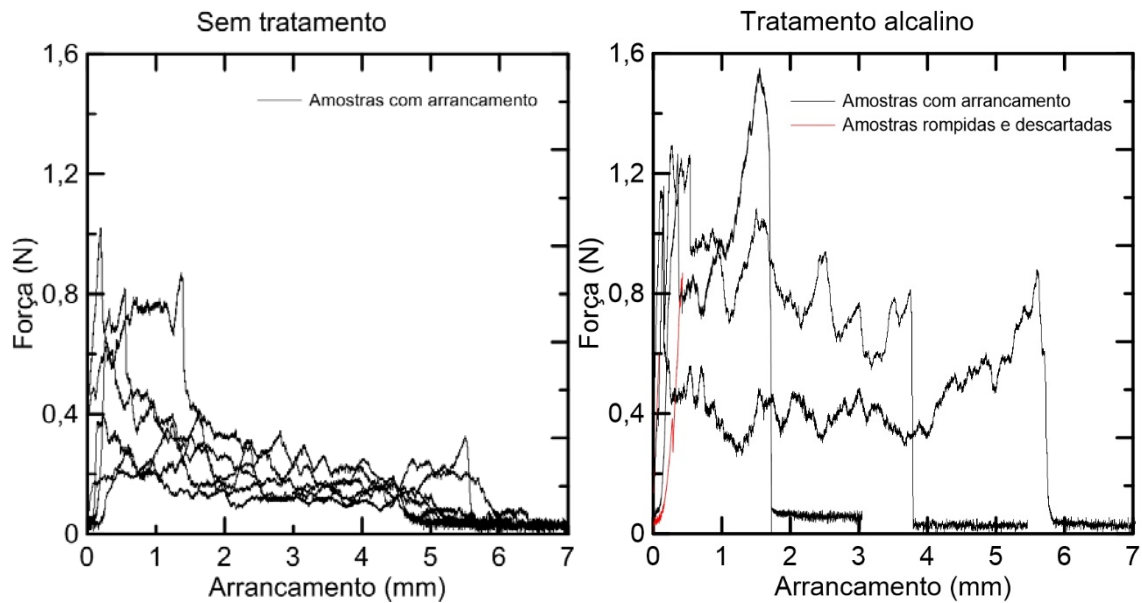 Sem tratamento
1,6
1,2
0,8
0,4
0
Força (N)
Amostras com arrancamento
0 1 2 3 4 5 6 7
Arrancamento (mm)
Tratamento alcalino
1,6
1,2
0,8
0,4
0
Força (N)
Amostras com arrancamento
Amostras rompidas e descartadas
0 1 2 3 4 5 6 7
Arrancamento (mm)